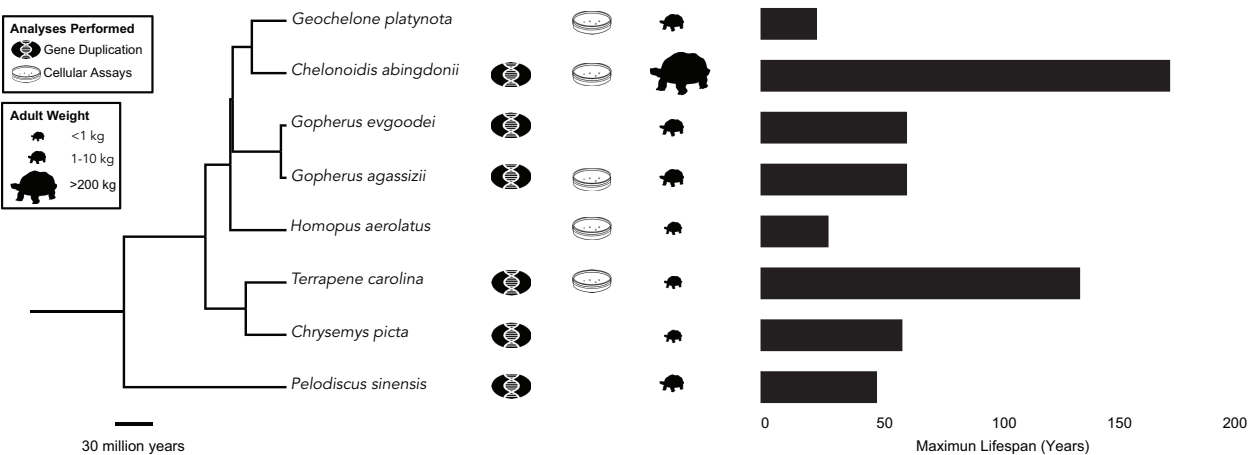 Analyses Performed
Gene Duplication
Cellular Assays
Adult Weight
<1 kg
1-10 kg
>200 kg
Geochelone platynota
Chelonoidis abingdonii
Gopherus evgoodei
Gopherus agassizii
Homopus aerolatus
Terrapene carolina
Chrysemys picta
Pelodiscus sinensis
30 million years
0 50 100 150 200
Maximun Lifespan (Years)